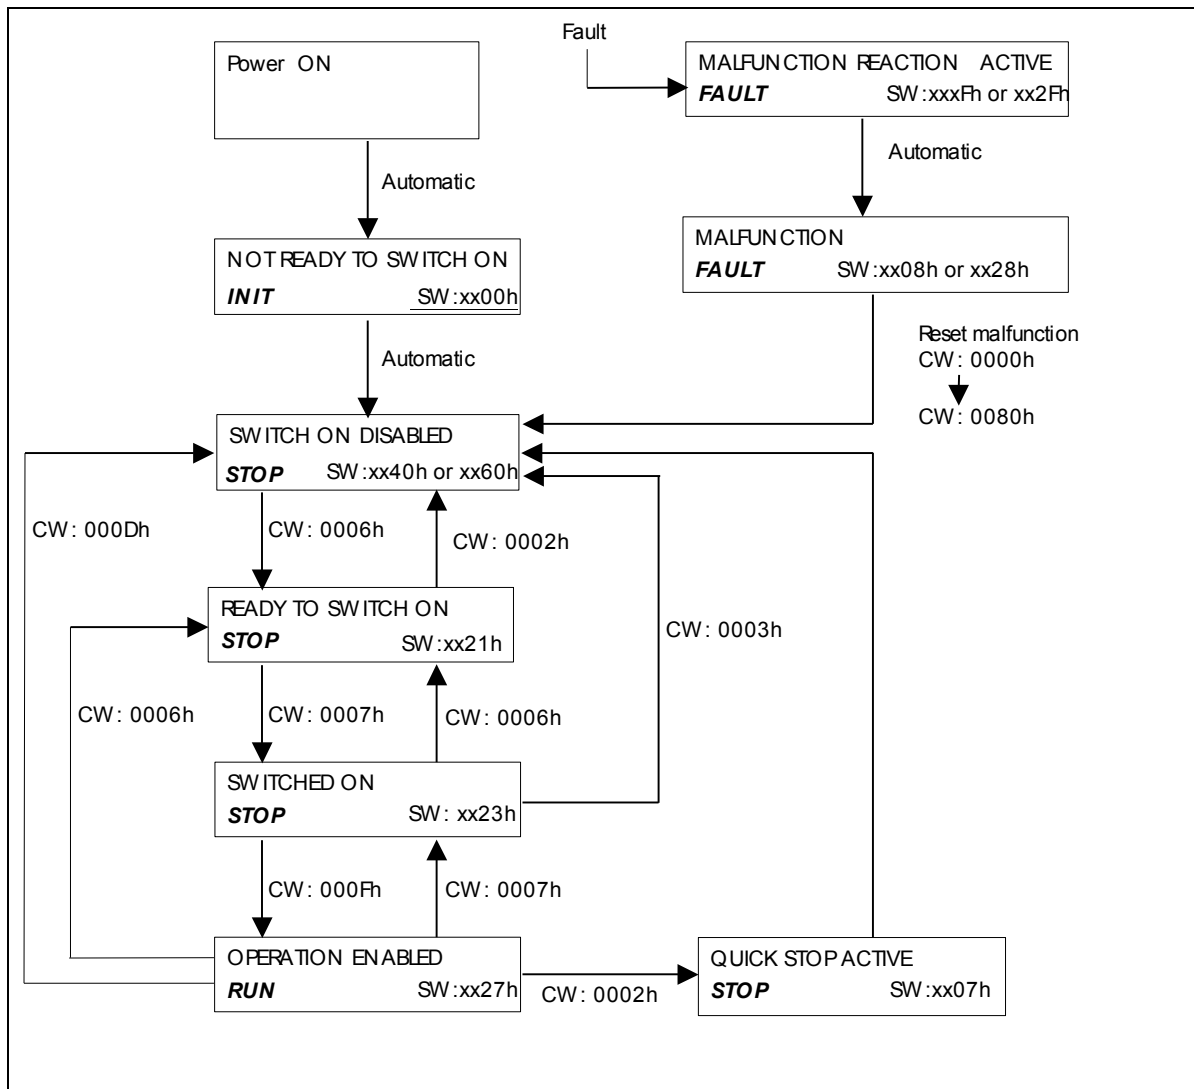 Fault
Power ON
MALFUNCTION REACTION ACTIVE
FAULT SW:xxxFh or xx2Fh
Automatic
Automatic
NOT READY TO SWITCH ON
INIT SW:xx00h
MALFUNCTION
FAULT SW:xx08h or xx28h
Automatic
Reset malfunction
CW: 0000h
CW: 0080h
SWITCH ON DISABLED
STOP SW:xx40h or xx60h
CW: 000Dh
CW: 0006h
CW: 0002h
READY TO SWITCH ON
STOP SW:xx21h
CW: 0003h
CW: 0006h
CW: 0007h
CW: 0006h
SWITCHED ON
STOP SW: xx23h
CW: 000Fh
CW: 0007h
OPERATION ENABLED
RUN SW:xx27h
CW: 0002h
QUICK STOP ACTIVE
STOP SW:xx07h